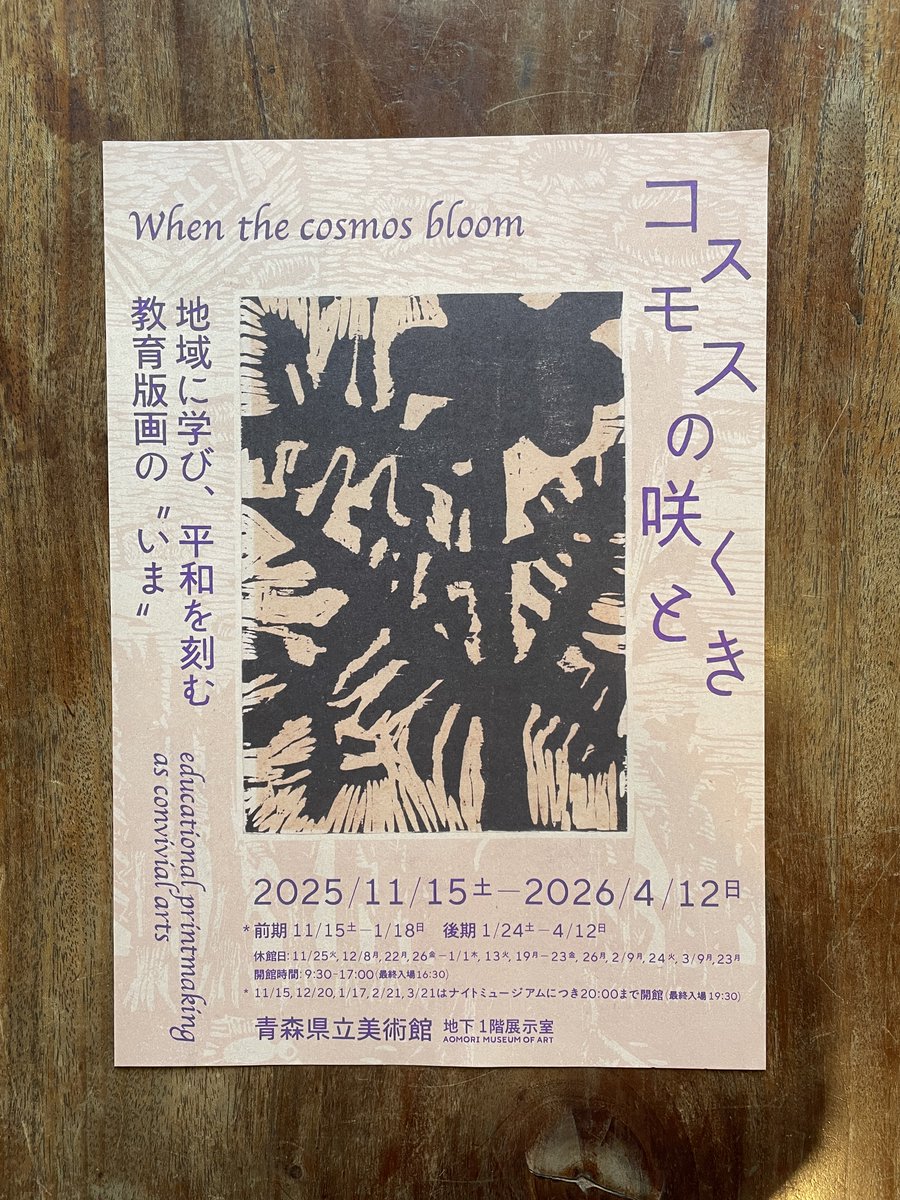 When the cosmos bloom
コスモスの咲くとき
地域に学び、平和を刻む
教育版画の〝いま〟
educational printmaking
as convivial arts
2025/11/15土—2026/4/12日
*前期 11/15土—1/18日 後期 1/24土—4/12日
休館日: 11/25火, 12/8月, 22月, 26金—1/1木, 13火, 19月—23金, 26月, 2/9月, 24火, 3/9月, 23月
開館時間: 9:30-17:00(最終入場16:30)
* 11/15, 12/20, 1/17, 2/21, 3/21はナイトミュージアムにつき20:00まで開館(最終入場 19:30)
青森県立美術館 地下1階展示室
AOMORI MUSEUM OF ART